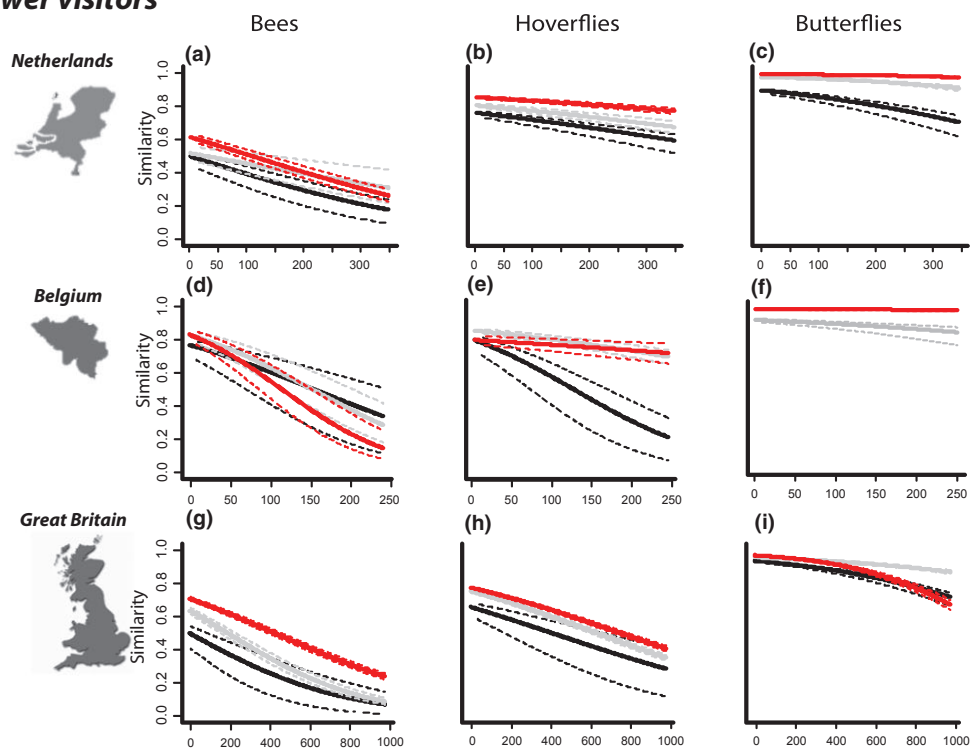 wer visitors
Bees Hoverflies Butterflies
Netherlands
(a) (b) (c)
Similarity
0.0 0.2 0.4 0.6 0.8 1.0
0 50 100 200 300
0 50 100 200 300
0 50 100 200 300
Belgium
(d) (e) (f)
Similarity
0.0 0.2 0.4 0.6 0.8 1.0
0 50 100 150 200 250
0 50 100 150 200 250
0 50 100 150 200 250
Great Britain
(g) (h) (i)
Similarity
0.0 0.2 0.4 0.6 0.8 1.0
0 200 400 600 800 1000
0 200 400 600 800 1000
0 200 400 600 800 1000